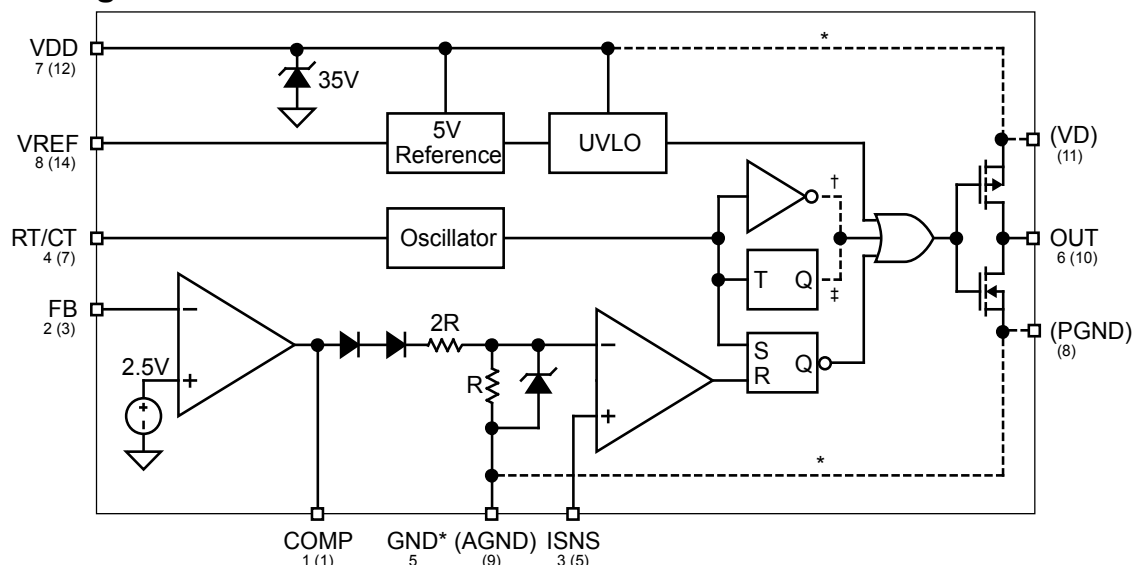 VDD
7 (12)
*
35V
VREF
8 (14)
5V
Reference
UVLO
(VD)
(11)
†
RT/CT
4 (7)
Oscillator
OUT
6 (10)
T Q
‡
FB
2 (3)
2R
(PGND)
(8)
2.5V
−
+
R
−
+
S
R
Q
*
COMP
1 (1)
GND* (AGND)
5 (9)
ISNS
3 (5)